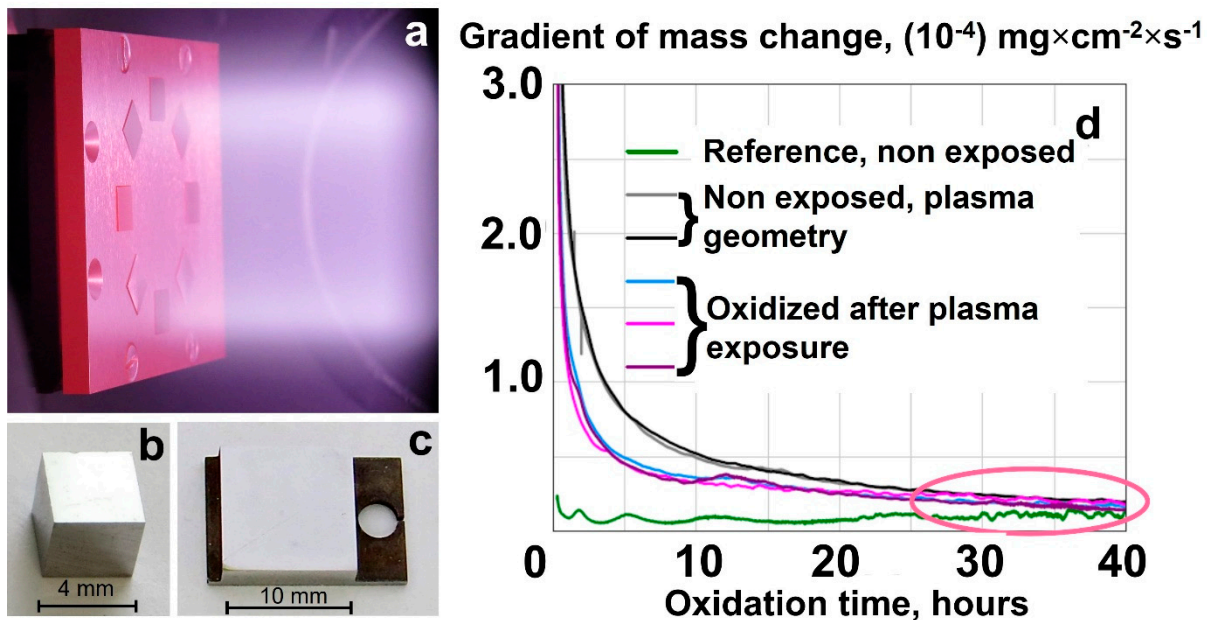 a
b
4 mm
c
10 mm
Gradient of mass change, (10⁻⁴) mg×cm⁻²×s⁻¹
3.0
d
Reference, non exposed
Non exposed, plasma
geometry
2.0
Oxidized after plasma
exposure
1.0
0
10
20
30
40
Oxidation time, hours